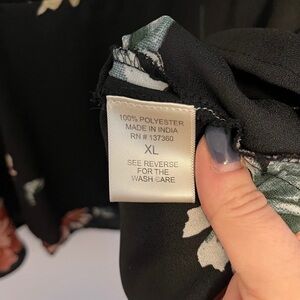 100% POLYESTER
MADE IN INDIA
RN # 137360
XL
SEE REVERSE
FOR THE
WASH CARE